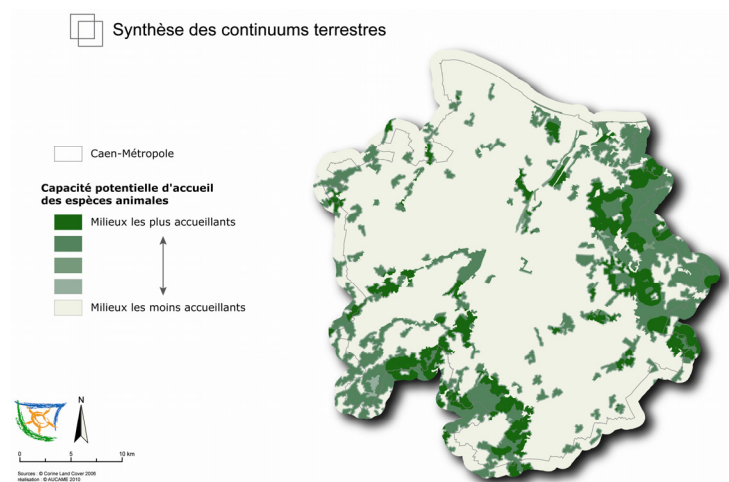 Synthèse des continuums terrestres
Caen-Métropole
Capacité potentielle d'accueil
des espèces animales
Milieux les plus accueillants
Milieux les moins accueillants
N
0 5 10 km
Sources : © Corine Land Cover 2006
réalisation : © AUCAME 2010